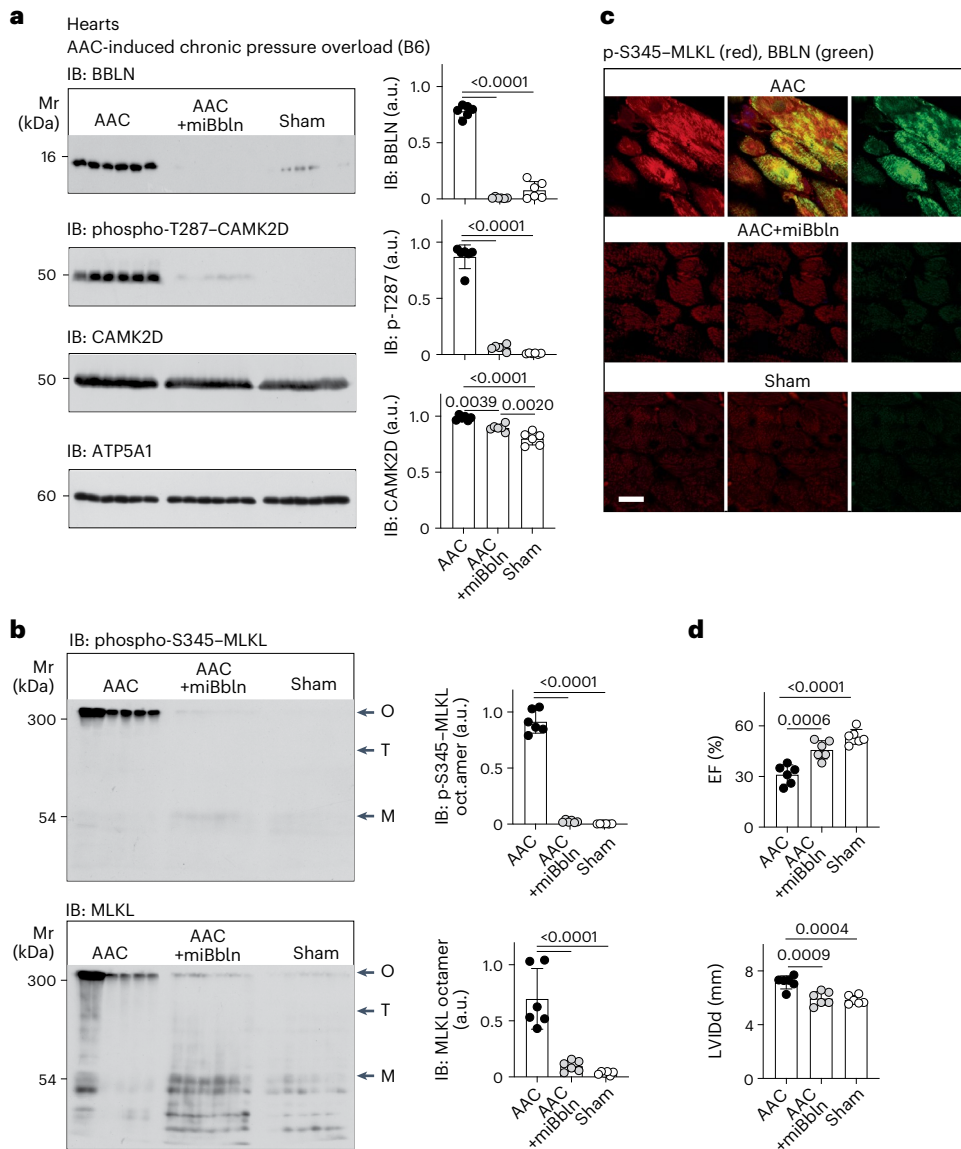 a
Hearts
AAC-induced chronic pressure overload (B6)
IB: BBLN
Mr
(kDa)
AAC
AAC
+miBbln
Sham
16
IB: phospho-T287–CAMK2D
50
IB: CAMK2D
50
IB: ATP5A1
60
IB: BBLN (a.u.)
1.0
0.5
0
<0.0001
IB: p-T287 (a.u.)
1.0
0.5
0
<0.0001
IB: CAMK2D (a.u.)
1.0
0.5
0
<0.0001
0.0039
0.0020
AAC
AAC
+miBbln
Sham
c
p-S345–MLKL (red), BBLN (green)
AAC
AAC+miBbln
Sham
b
IB: phospho-S345–MLKL
Mr
(kDa)
AAC
AAC
+miBbln
Sham
300
54
O
T
M
IB: p-S345–MLKL
oct.amer (a.u.)
1.0
0.5
0
<0.0001
AAC
AAC
+miBbln
Sham
IB: MLKL
Mr
(kDa)
AAC
AAC
+miBbln
Sham
300
54
O
T
M
IB: MLKL octamer
(a.u.)
1.0
0.5
0
<0.0001
AAC
AAC
+miBbln
Sham
d
EF (%)
60
30
0
<0.0001
0.0006
AAC
AAC
+miBbln
Sham
LVIDd (mm)
9
6
3
0
0.0004
0.0009
AAC
AAC
+miBbln
Sham